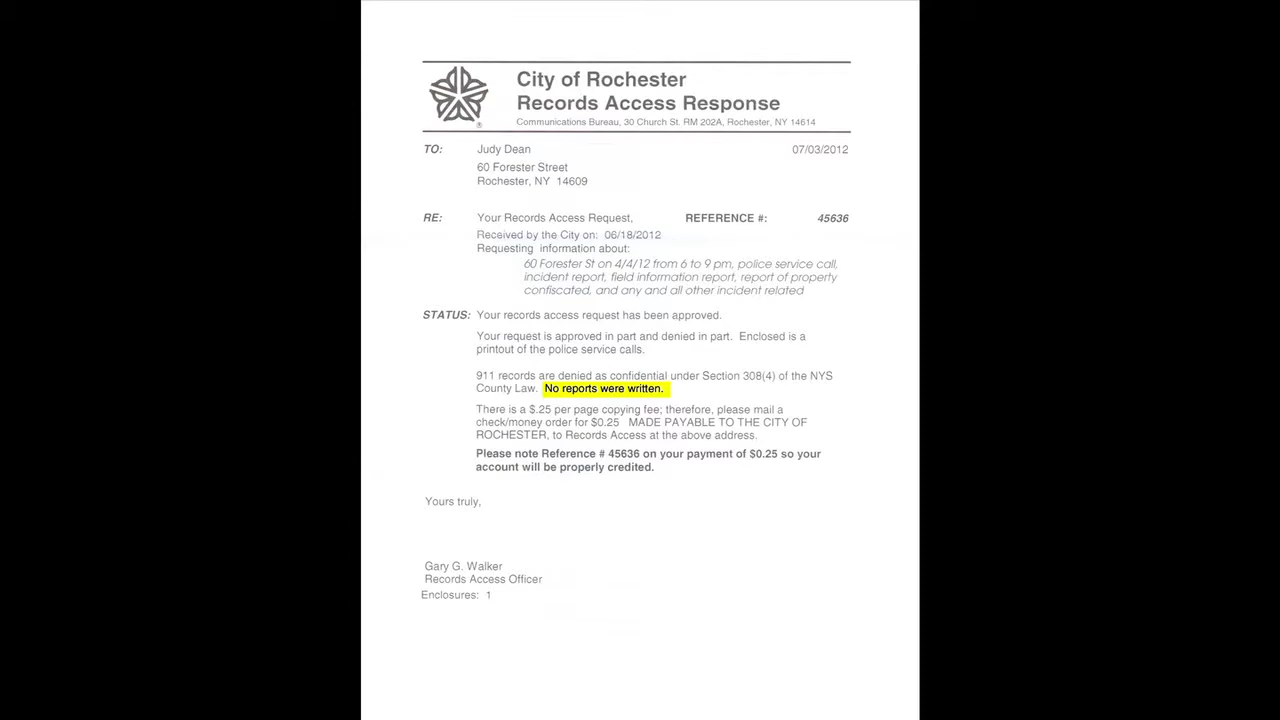 City of Rochester
Records Access Response
Communications Bureau, 30 Church St. RM 202A, Rochester, NY 14614
®
TO: Judy Dean 07/03/2012
60 Forester Street
Rochester, NY 14609
RE: Your Records Access Request, REFERENCE #: 45636
Received by the City on: 06/18/2012
Requesting information about:
60 Forester St on 4/4/12 from 6 to 9 pm, police service call,
incident report, field information report, report of property
confiscated, and any and all other incident related
STATUS: Your records access request has been approved.
Your request is approved in part and denied in part. Enclosed is a
printout of the police service calls.
911 records are denied as confidential under Section 308(4) of the NYS
County Law. No reports were written.
There is a $.25 per page copying fee; therefore, please mail a
check/money order for $0.25 MADE PAYABLE TO THE CITY OF
ROCHESTER, to Records Access at the above address.
Please note Reference # 45636 on your payment of $0.25 so your
account will be properly credited.
Yours truly,
Gary G. Walker
Records Access Officer
Enclosures: 1